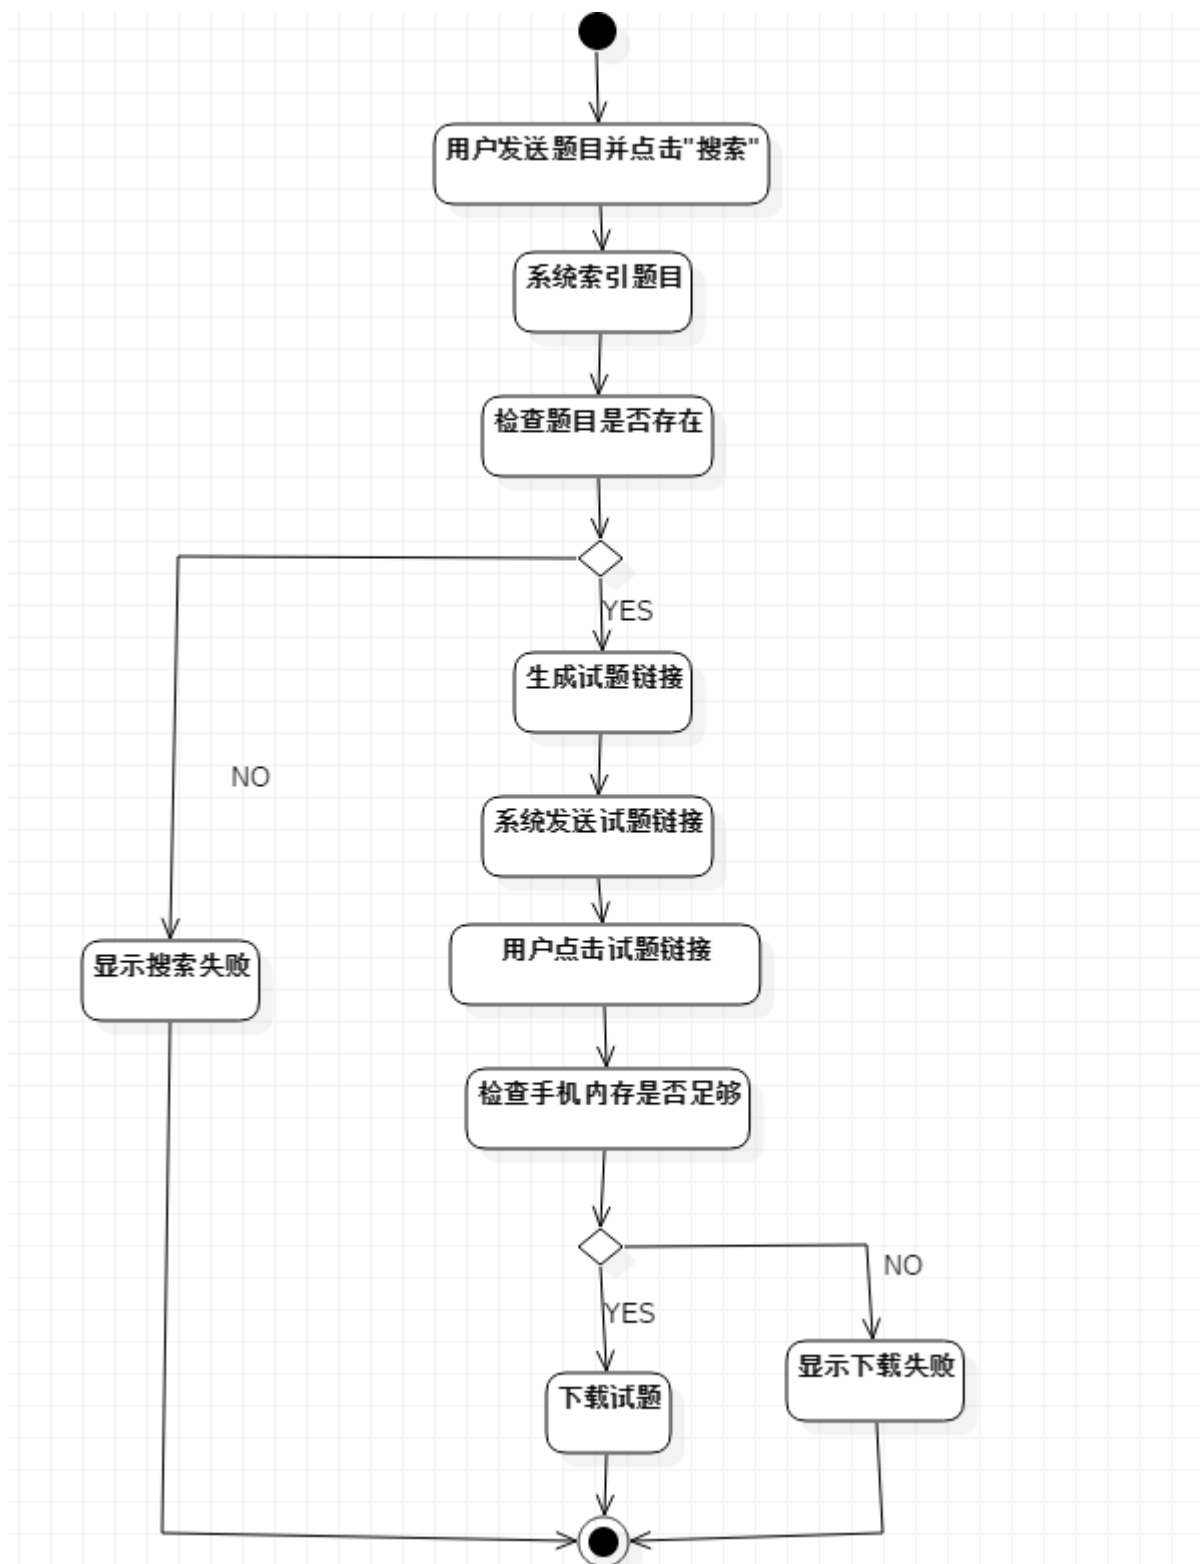 用户发送题目并点击"搜索"
系统索引题目
检查题目是否存在
YES
生成试题链接
NO
系统发送试题链接
用户点击试题链接
显示搜索失败
检查手机内存是否足够
NO
YES
显示下载失败
下载试题